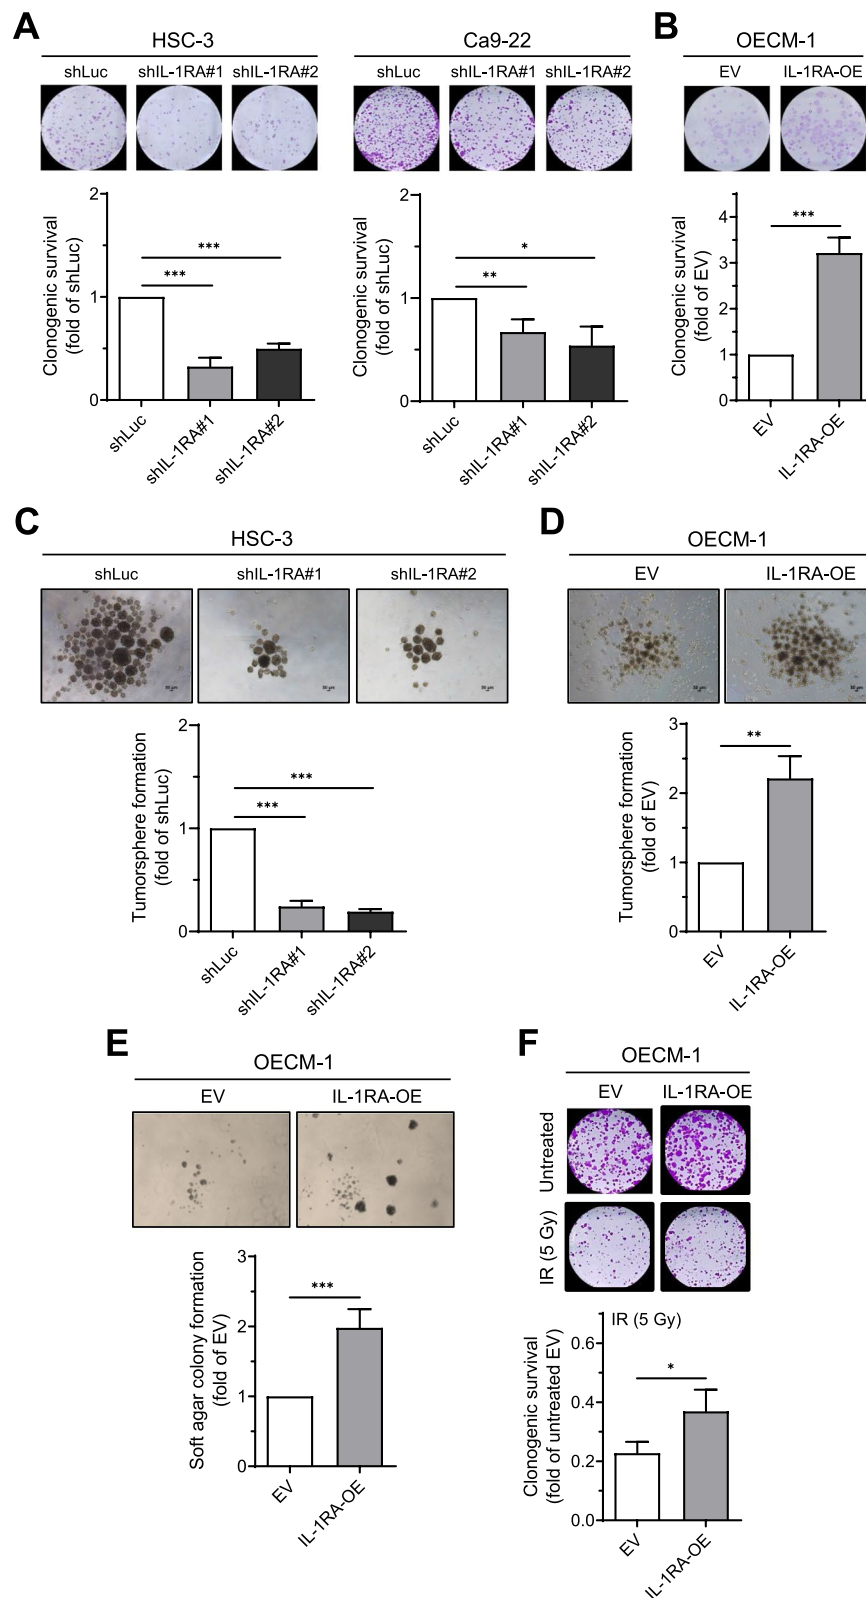 A
HSC-3
shLuc shIL-1RA#1 shIL-1RA#2
Clonogenic survival
(fold of shLuc)
2
1
0
***
***
shLuc
shIL-1RA#1
shIL-1RA#2
Ca9-22
shLuc shIL-1RA#1 shIL-1RA#2
Clonogenic survival
(fold of shLuc)
2
1
0
*
**
shLuc
shIL-1RA#1
shIL-1RA#2
B
OECM-1
EV IL-1RA-OE
Clonogenic survival
(fold of EV)
4
3
2
1
0
***
EV
IL-1RA-OE
C
HSC-3
shLuc shIL-1RA#1 shIL-1RA#2
Tumorsphere formation
(fold of shLuc)
2
1
0
***
***
shLuc
shIL-1RA#1
shIL-1RA#2
D
OECM-1
EV IL-1RA-OE
Tumorsphere formation
(fold of EV)
3
2
1
0
**
EV
IL-1RA-OE
E
OECM-1
EV IL-1RA-OE
Soft agar colony formation
(fold of EV)
3
2
1
0
***
EV
IL-1RA-OE
F
OECM-1
EV IL-1RA-OE
Untreated
IR (5 Gy)
Clonogenic survival
(fold of untreated EV)
IR (5 Gy)
0.6
0.4
0.2
0.0
*
EV
IL-1RA-OE